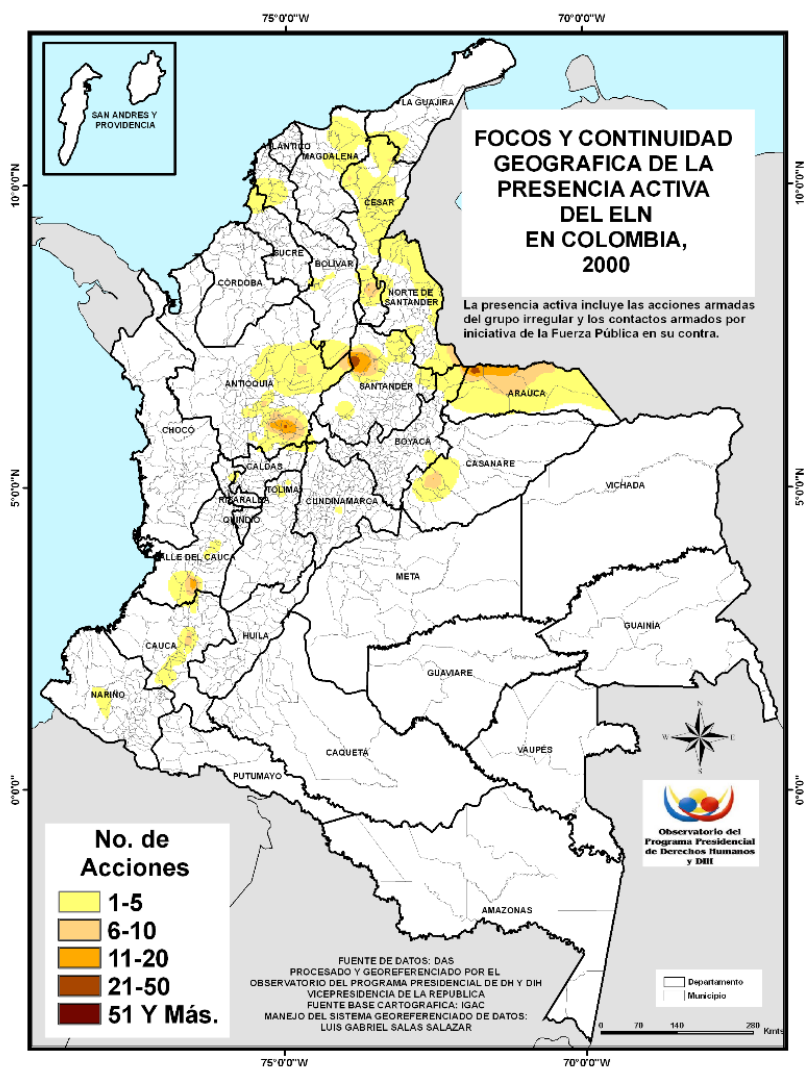 75°0'0"W
70°0'0"W
SAN ANDRES Y
PROVIDENCIA
LA GUAJIRA
ATLÁNTICO
MAGDALENA
CESAR
SUCRE
BOLÍVAR
CÓRDOBA
NORTE DE
SANTANDER
ANTIOQUIA
SANTANDER
ARAUCA
CHOCÓ
BOYACA
CASANARE
CALDAS
VICHADA
TOLIMA
RISARALDA
CUNDINAMARCA
QUINDIO
VALLE DEL CAUCA
META
GUAINÍA
CAUCA
HUILA
GUAVIARE
NARIÑO
CAQUETA
VAUPÉS
PUTUMAYO
AMAZONAS
FOCOS Y CONTINUIDAD
GEOGRAFICA DE LA
PRESENCIA ACTIVA
DEL ELN
EN COLOMBIA,
2000
La presencia activa incluye las acciones armadas
del grupo irregular y los contactos armados por
iniciativa de la Fuerza Pública en su contra.
10°0'0"N
10°0'0"N
5°0'0"N
5°0'0"N
0°0'0"
0°0'0"
N
W
E
S
Observatorio del
Programa Presidencial
de Derechos Humanos
y DIH
No. de
Acciones
1-5
6-10
11-20
21-50
51 Y Más.
FUENTE DE DATOS: DAS
PROCESADO Y GEOREFERENCIADO POR EL
OBSERVATORIO DEL PROGRAMA PRESIDENCIAL DE DH Y DIH
VICEPRESIDENCIA DE LA REPUBLICA
FUENTE BASE CARTOGRAFICA: IGAC
MANEJO DEL SISTEMA GEOREFERENCIADO DE DATOS:
LUIS GABRIEL SALAS SALAZAR
Departamento
Municipio
0 70 140 280
Kmts
75°0'0"W
70°0'0"W